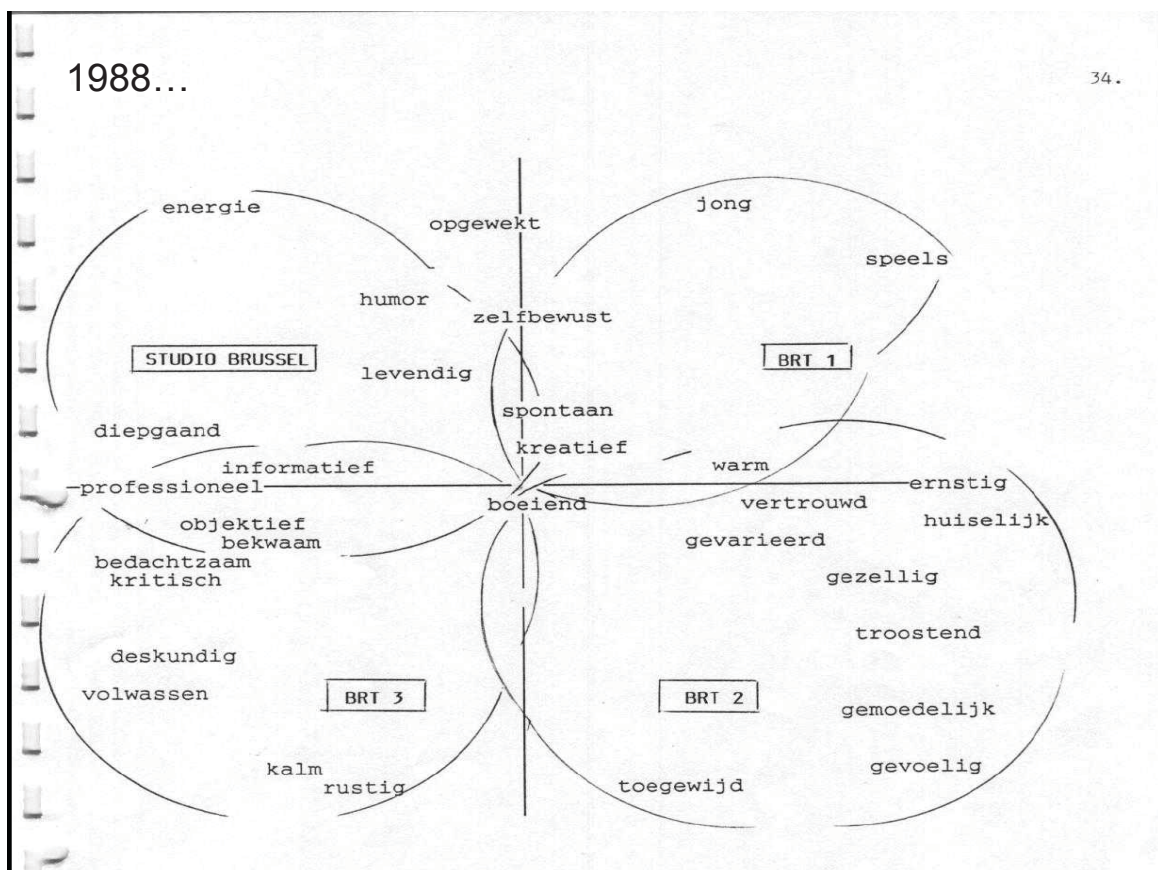 1988...
34.
energie
opgewekt
jong
speels
humor
zelfbewust
STUDIO BRUSSEL
BRT 1
levendig
spontaan
diepgaand
kreatief
informatief
warm
professioneel
ernstig
boeiend
vertrouwd
objektief
huiselijk
bekwaam
gevarieerd
bedachtzaam
kritisch
gezellig
troostend
deskundig
volwassen
BRT 3
BRT 2
gemoedelijk
kalm
gevoelig
rustig
toegewijd